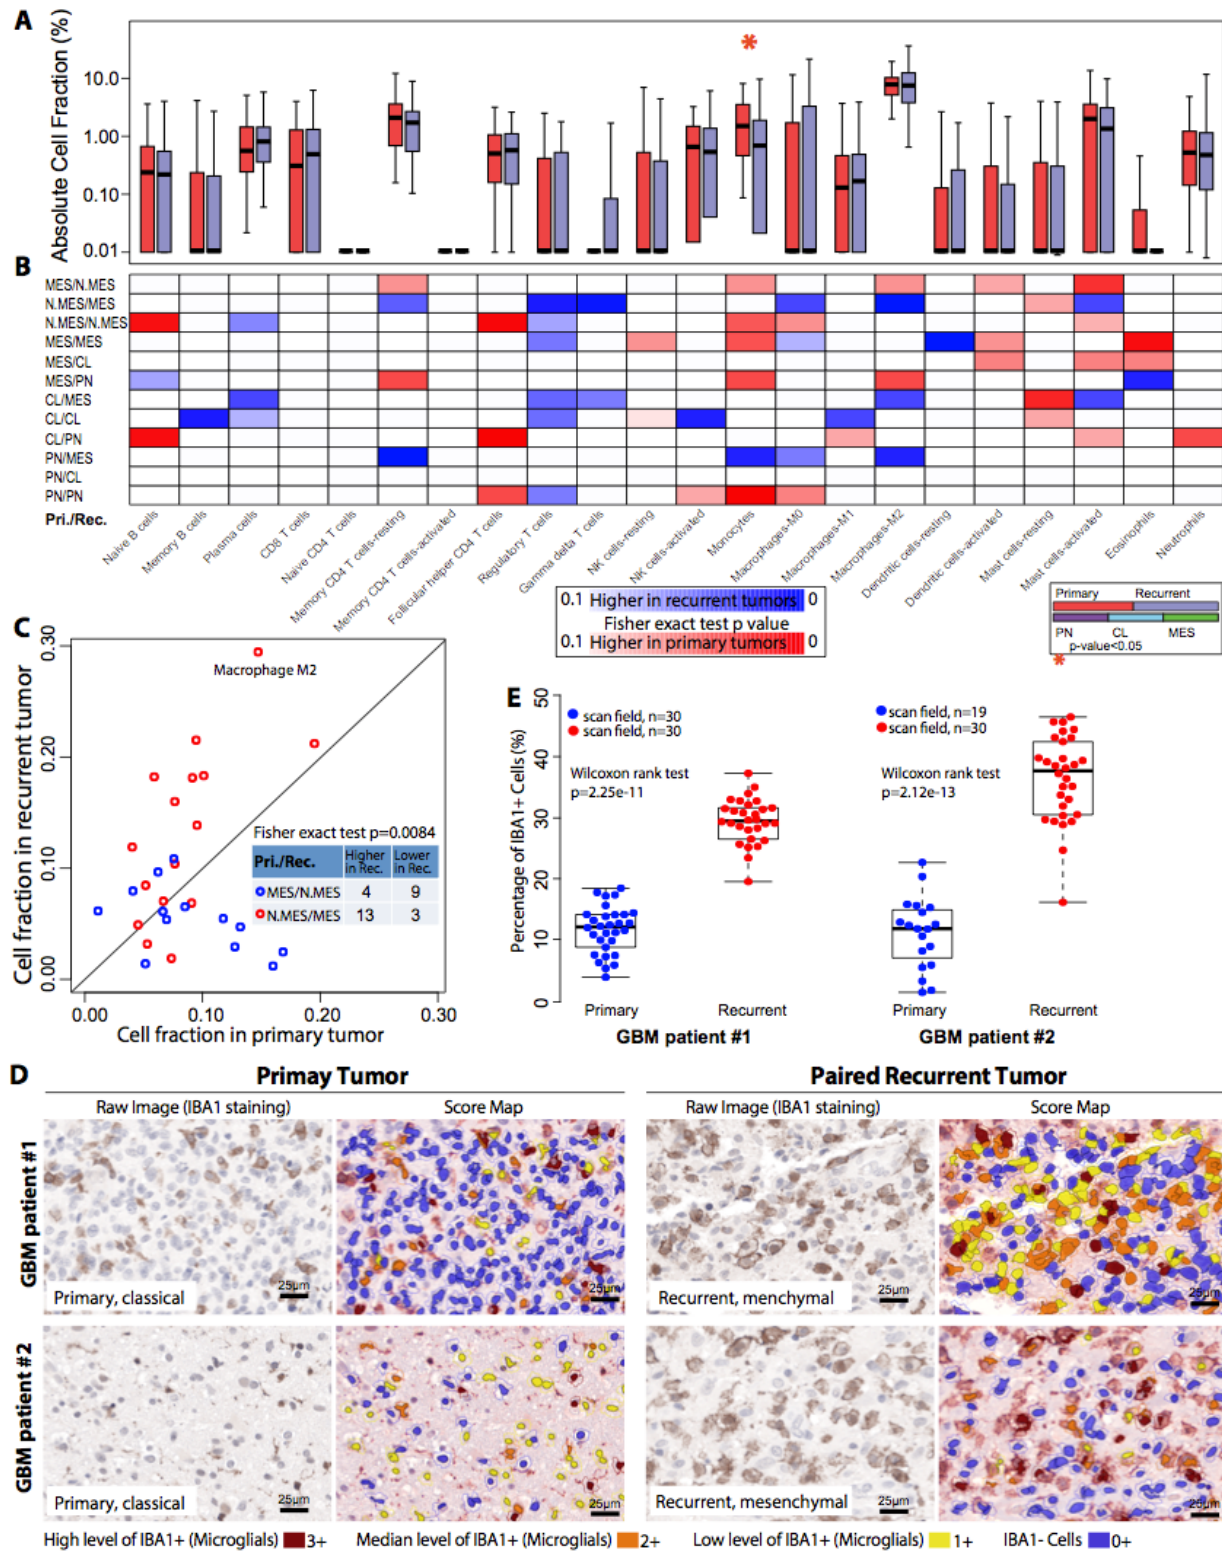 A
Absolute Cell Fraction (%)
*
10.0
1.00
0.10
0.01
B
MES/N.MES
N.MES/MES
N.MES/N.MES
MES/MES
MES/CL
MES/PN
CL/MES
CL/CL
CL/PN
PN/MES
PN/CL
PN/PN
Pri./Rec.
Naive B cells
Memory B cells
Plasma cells
CD8 T cells
Naive CD4 T cells
Memory CD4 T cells-resting
Memory CD4 T cells-activated
Follicular helper CD4 T cells
Regulatory T cells
Gamma delta T cells
NK cells-resting
NK cells-activated
Monocytes
Macrophages-M0
Macrophages-M1
Macrophages-M2
Dendritic cells-resting
Dendritic cells-activated
Mast cells-resting
Mast cells-activated
Eosinphils
Neutrophils
0.1 Higher in recurrent tumors 0
Fisher exact test p value
0.1 Higher in primary tumors 0
Primary Recurrent
PN CL MES
p-value<0.05
*
C
Cell fraction in recurrent tumor
0.30
0.20
0.10
0.00
Macrophage M2
Fisher exact test p=0.0084
Pri./Rec. Higher in Rec. Lower in Rec.
MES/N.MES 4 9
N.MES/MES 13 3
0.00 0.10 0.20 0.30
Cell fraction in primary tumor
E
Percentage of IBA1+ Cells (%)
50
40
30
20
10
0
scan field, n=30
scan field, n=30
Wilcoxon rank test
p=2.25e-11
scan field, n=19
scan field, n=30
Wilcoxon rank test
p=2.12e-13
Primary Recurrent Primary Recurrent
GBM patient #1 GBM patient #2
D
Primay Tumor Paired Recurrent Tumor
Raw Image (IBA1 staining) Score Map Raw Image (IBA1 staining) Score Map
GBM patient #1
Primary, classical 25µm 25µm Recurrent, menchymal 25µm 25µm
GBM patient #2
Primary, classical 25µm 25µm Recurrent, mesenchymal 25µm 25µm
High level of IBA1+ (Microglials) 3+ Median level of IBA1+ (Microglials) 2+ Low level of IBA1+ (Microglials) 1+ IBA1- Cells 0+